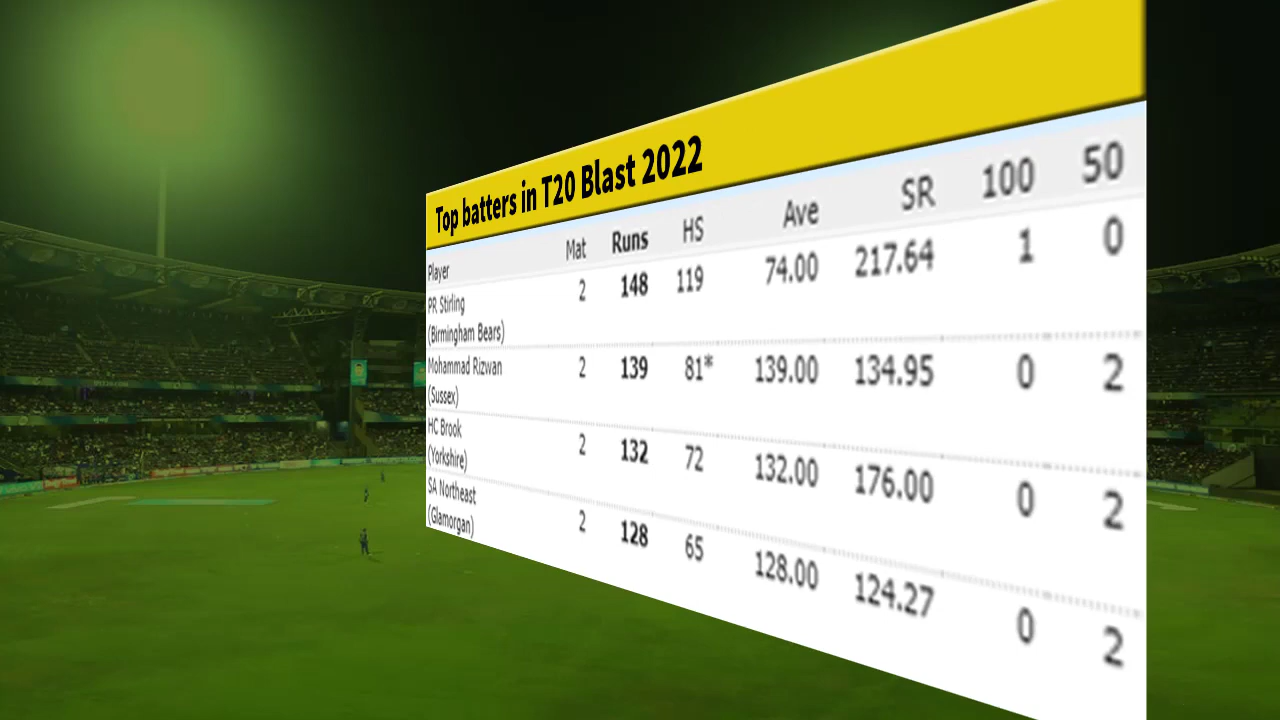 Top batters in T20 Blast 2022
Player Mat Runs HS Ave SR 100 50
PR Stirling 2 148 119 74.00 217.64 1 0
(Birmingham Bears)
Mohammad Rizwan 2 139 81* 139.00 134.95 0 2
(Sussex)
HC Brook 2 132 72 132.00 176.00 0 2
(Yorkshire)
SA Northeast 2 128 65 128.00 124.27 0 2
(Glamorgan)